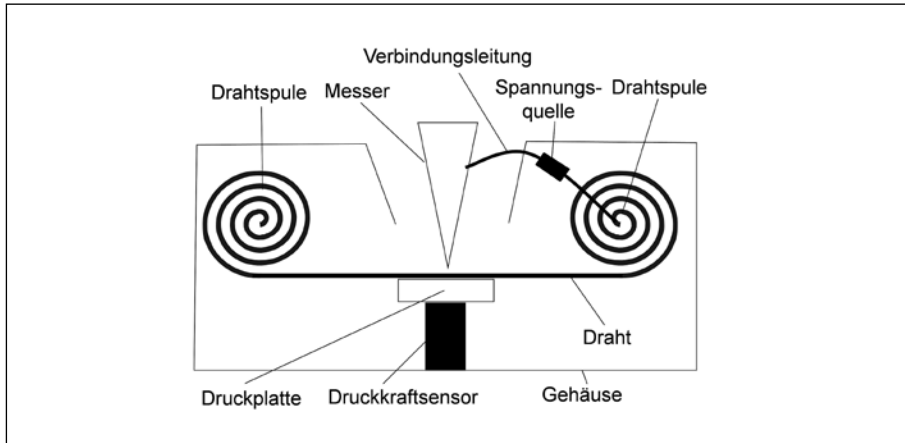 Verbindungsleitung
Drahtspule
Messer
Spannungs-
quelle
Drahtspule
Draht
Druckplatte
Druckkraftsensor
Gehäuse